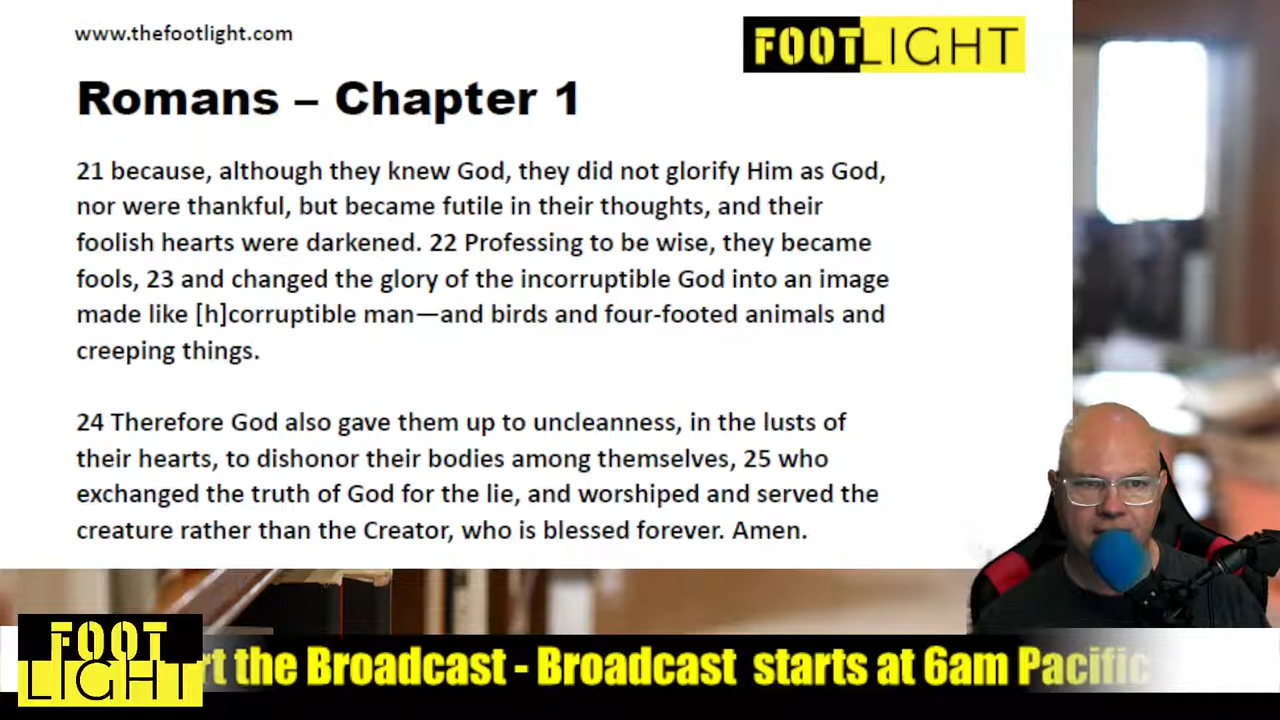 www.thefootlight.com
FOOTLIGHT
Romans – Chapter 1
21 because, although they knew God, they did not glorify Him as God,
nor were thankful, but became futile in their thoughts, and their
foolish hearts were darkened. 22 Professing to be wise, they became
fools, 23 and changed the glory of the incorruptible God into an image
made like [h]corruptible man—and birds and four-footed animals and
creeping things.
24 Therefore God also gave them up to uncleanness, in the lusts of
their hearts, to dishonor their bodies among themselves, 25 who
exchanged the truth of God for the lie, and worshiped and served the
creature rather than the Creator, who is blessed forever. Amen.
FOOT
LIGHT
the Broadcast - Broadcast starts at 6am Pacific